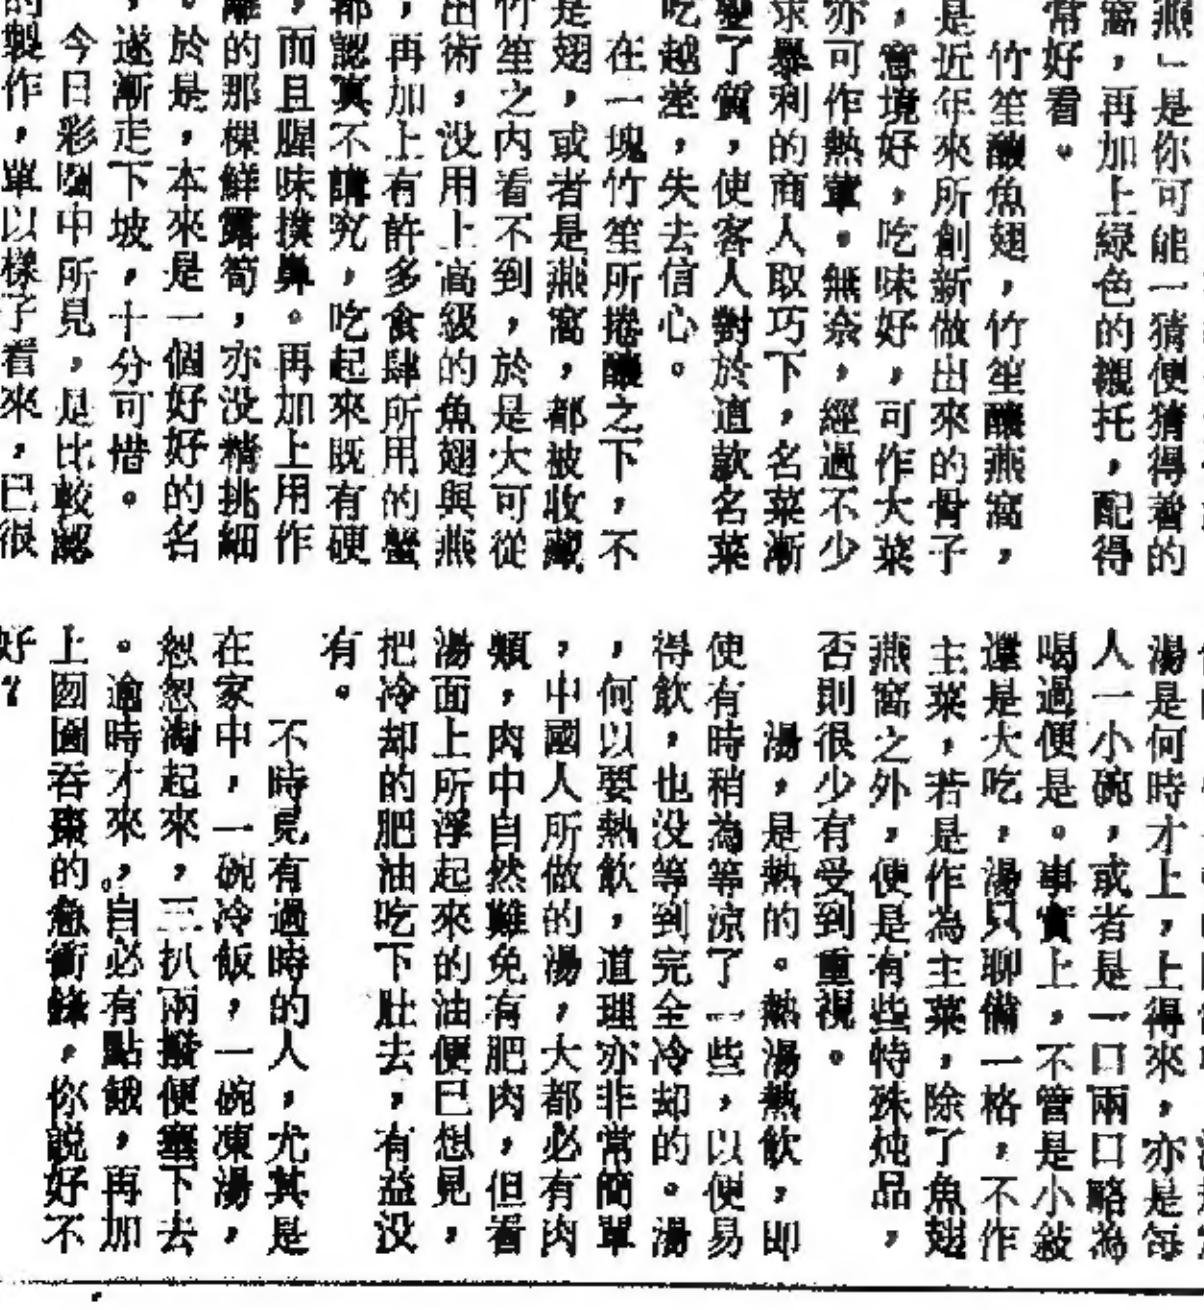 燕」是你可能一猜便猜得着的
窩，再加上綠色的襯托，配得
常好看。
竹笙釀魚翅，竹笙釀燕窩，
是近年來所創新做出來的骨子
，意境好，吃味好，可作大菜
亦可作熱葷。無奈，經過不少
求暴利的商人取巧下，名菜漸
變了質，使客人對於這款名菜
吃越差，失去信心。
在一塊竹笙所捲釀之下，不
是翅，或者是燕窩，都被收藏
竹笙之內看不到，於是大可從
出術，没用上高級的魚翅與燕
，再加上有許多食肆所用的蟹
都認真不講究，吃起來既有硬
，而且腥味撲鼻。再加上用作
離的那棵鮮露筍，亦没精挑細
。於是，本來是一個好好的名
，遂漸走下坡，十分可惜。
今日彩圖中所見，是比較認
的製作，單以樣子看來，已很
湯是何時才上，上得來，亦是每
人一小碗，或者是一口兩口略為
喝過便是。事實上，不管是小敍
還是大吃，湯只聊備一格，不作
主菜，若是作為主菜，除了魚翅
燕窩之外，便是有些特殊炖品，
否則很少有受到重視。
湯，是熱的。熱湯熱飲，即
使有時稍為等涼了一些，以便易
得飲，也没等到完全冷却的。湯
，何以要熱飲，道理亦非常簡單
，中國人所做的湯，大都必有肉
類，肉中自然難免有肥肉，但看
湯面上所浮起來的油便已想見，
把冷却的肥油吃下肚去，有益没
有。
不時見有過時的人，尤其是
在家中，一碗冷飯，一碗凍湯，
怱怱淘起來，三扒兩撥便塞下去
。逾時才來，自必有點餓，再加
上囫圇吞棗的急衝鋒，你說好不
好？